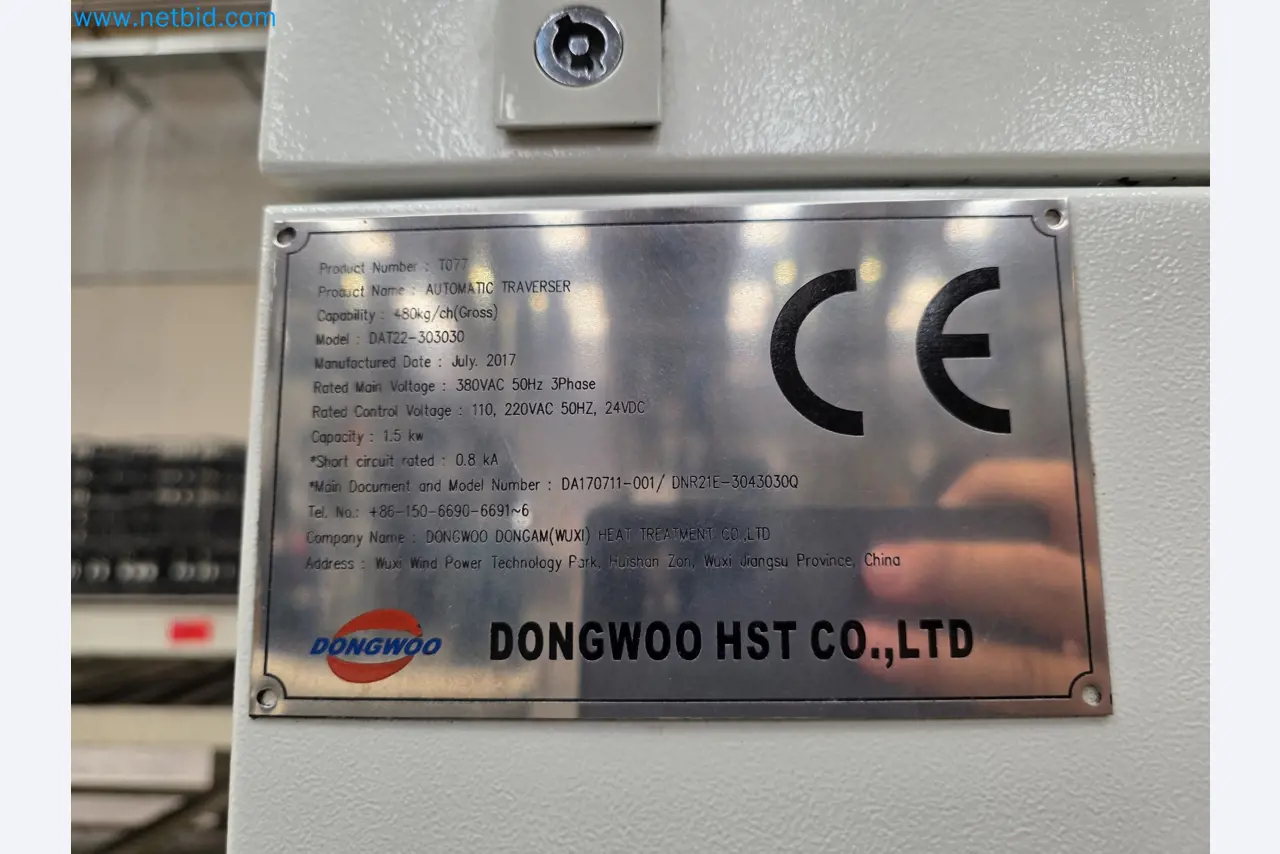 www.netbid.com
Product Number : T077
Product Name : AUTOMATIC TRAVERSER
Capability : 480kg/ch(Gross)
Model : DAT22-303030
Manufactured Date : July. 2017
Rated Main Voltage : 380VAC 50Hz 3Phase
Rated Control Voltage : 110, 220VAC 50HZ, 24VDC
Capacity : 1.5 kw
*Short circuit rated : 0.8 kA
*Main Document and Model Number : DA170711-001/ DNR21E-3043030Q
Tel. No.: +86-150-6690-6691~6
Company Name : DONGWOO DONGAM(WUXI) HEAT TREATMENT CO.,LTD
Address : Wuxi Wind Power Technology Park, Huishan Zon, Wuxi Jiangsu Province, China
CE
DONGWOO
DONGWOO HST CO.,LTD